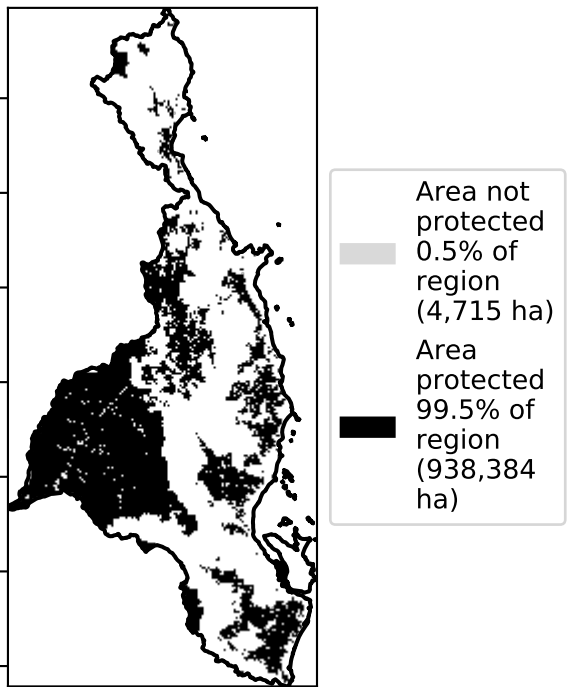 Area not
protected
0.5% of
region
(4,715 ha)
Area
protected
99.5% of
region
(938,384
ha)